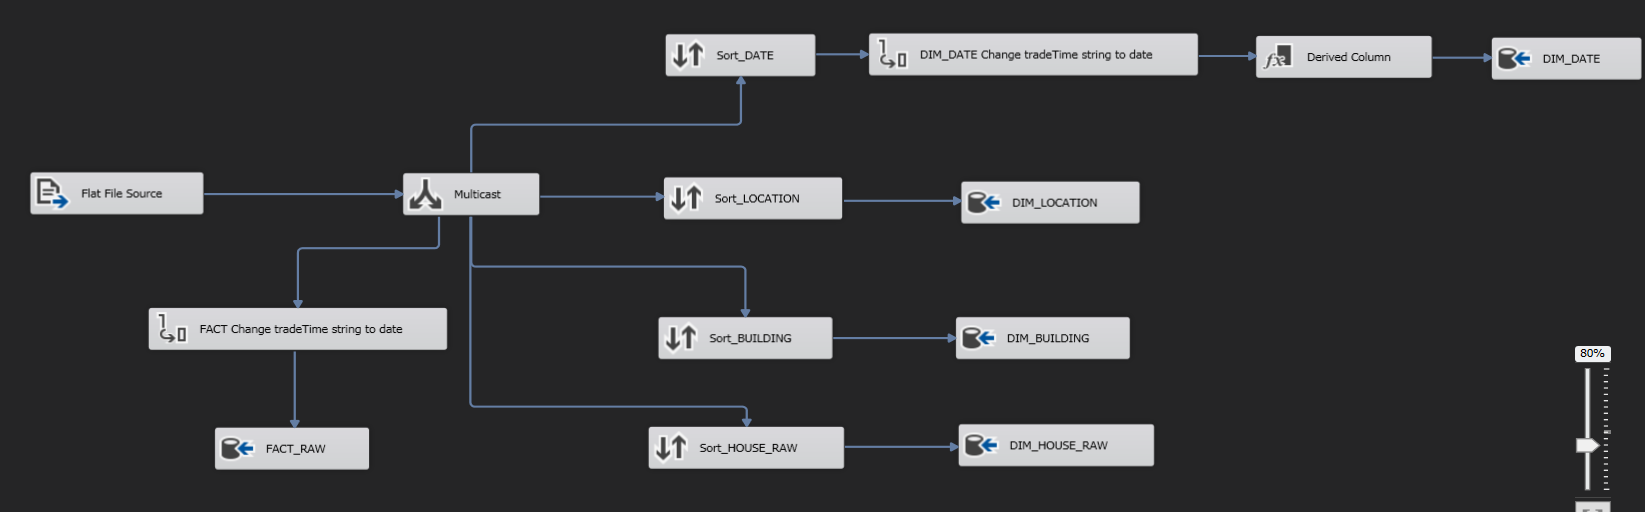 Sort_DATE
DIM_DATE Change tradeTime string to date
Derived Column
DIM_DATE
Flat File Source
Multicast
Sort_LOCATION
DIM_LOCATION
FACT Change tradeTime string to date
Sort_BUILDING
DIM_BUILDING
80%
FACT_RAW
Sort_HOUSE_RAW
DIM_HOUSE_RAW